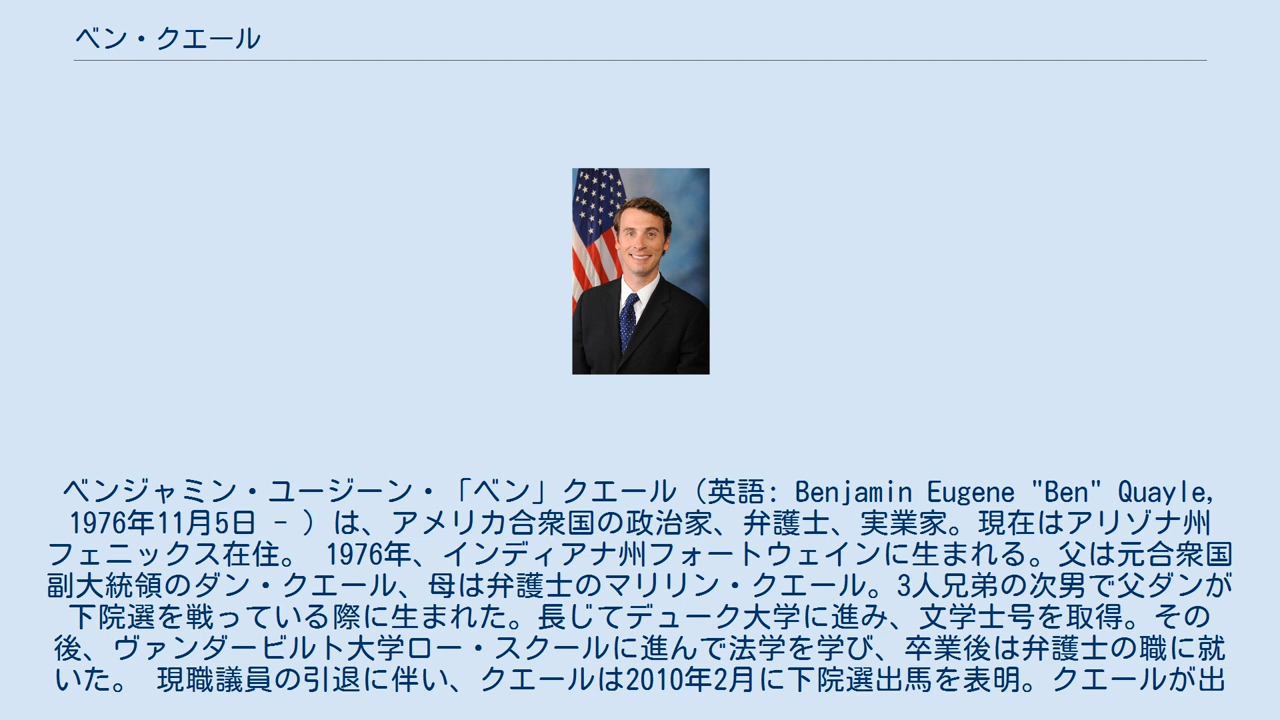 ベン・クエール
ベンジャミン・ユージーン・「ベン」クエール（英語: Benjamin Eugene "Ben" Quayle,
1976年11月5日 - ）は、アメリカ合衆国の政治家、弁護士、実業家。現在はアリゾナ州
フェニックス在住。 1976年、インディアナ州フォートウェインに生まれる。父は元合衆国
副大統領のダン・クエール、母は弁護士のマリリン・クエール。3人兄弟の次男で父ダンが
下院選を戦っている際に生まれた。長じてデューク大学に進み、文学士号を取得。その
後、ヴァンダービルト大学ロー・スクールに進んで法学を学び、卒業後は弁護士の職に就
いた。 現職議員の引退に伴い、クエールは2010年2月に下院選出馬を表明。クエールが出